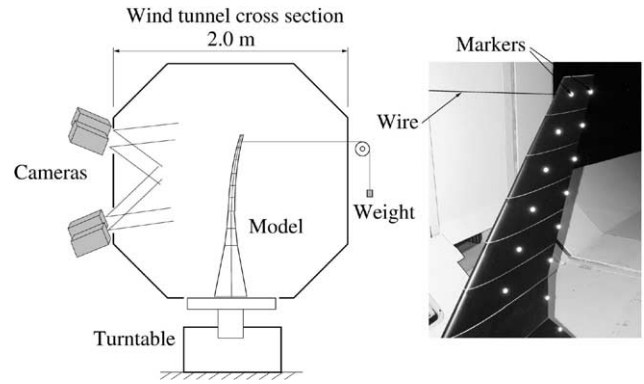 Wind tunnel cross section
2.0 m
Cameras
Model
Weight
Turntable
Markers
Wire